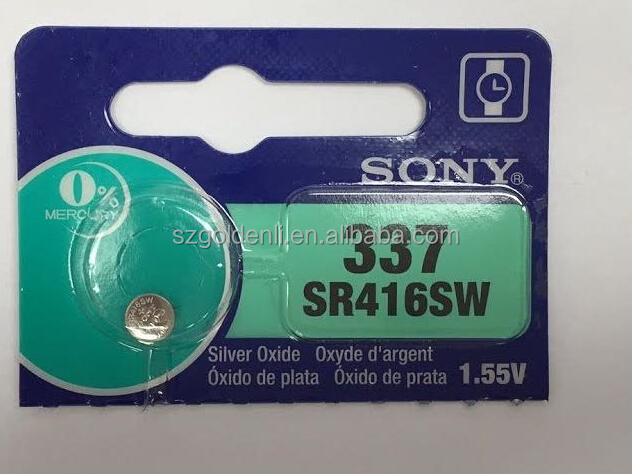 SONY®
0%
MERCURY
szgoldenli.en.alibaba.com
337
SR416SW
SR416SW
Silver Oxide Oxyde d'argent
Óxido de plata Óxido de prata 1.55V